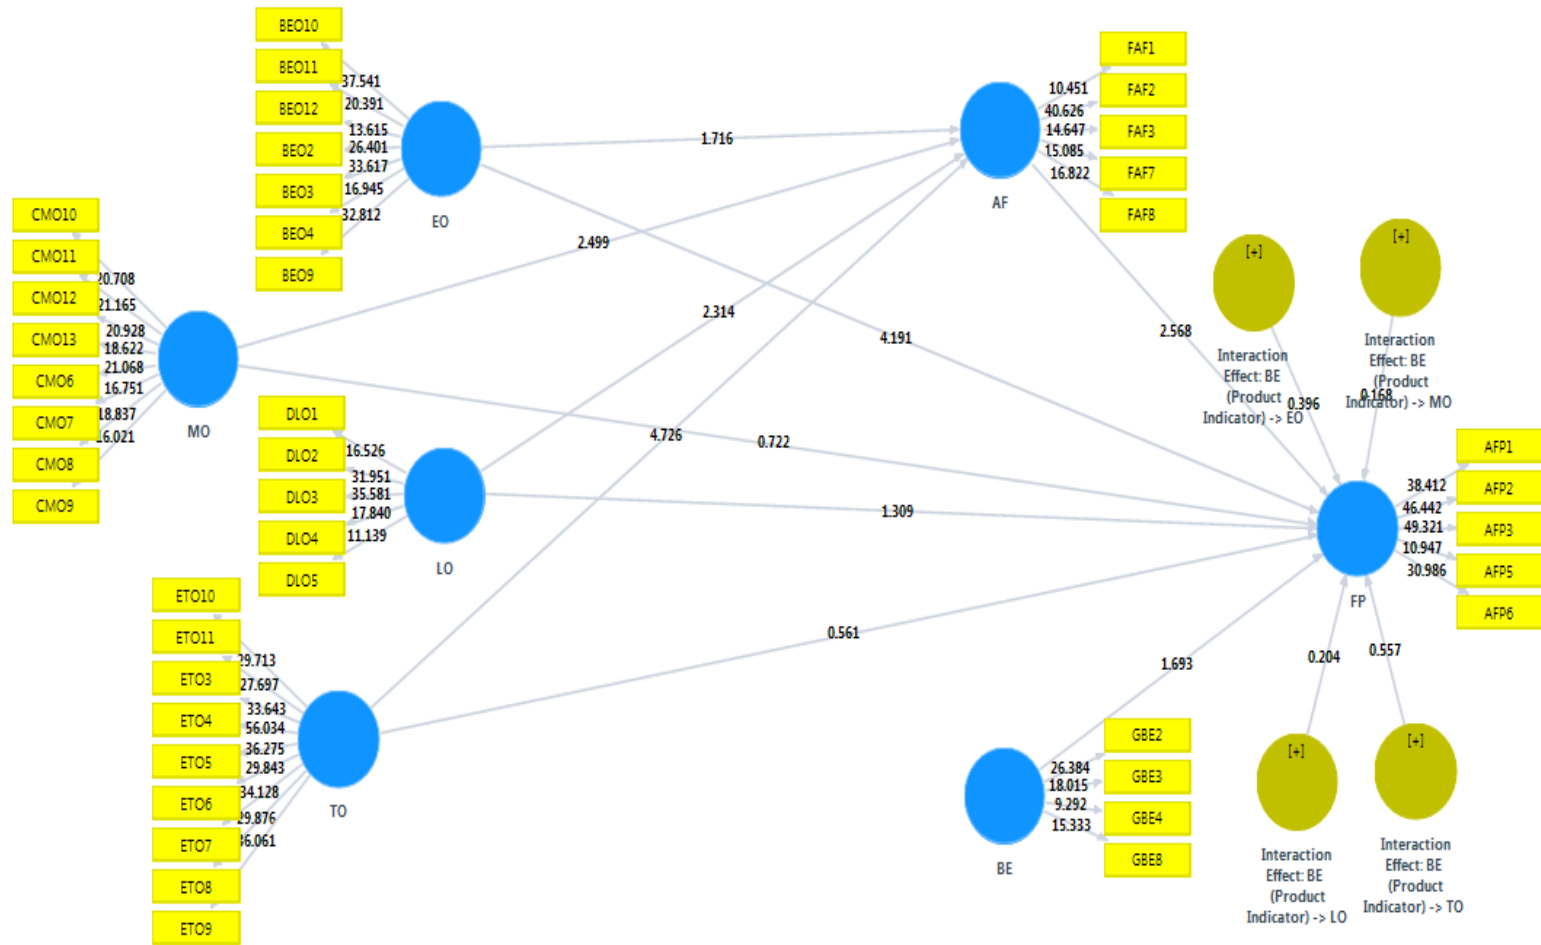 BEO10
BEO11
BEO12
BEO2
BEO3
BEO4
BEO9
37.541
20.391
13.615
26.401
33.617
16.945
32.812
EO
FAF1
FAF2
FAF3
FAF7
FAF8
10.451
40.626
14.647
15.085
16.822
AF
1.716
2.499
2.314
4.191
2.568
4.726
0.722
1.309
0.561
1.693
CMO10
CMO11
CMO12
CMO13
CMO6
CMO7
CMO8
CMO9
20.708
21.165
20.928
18.622
21.068
16.751
18.837
16.021
MO
DLO1
DLO2
DLO3
DLO4
DLO5
16.526
31.951
35.581
17.840
11.139
LO
[+]
Interaction
Effect: BE
(Product
Indicator) -> EO
0.396
[+]
Interaction
Effect: BE
(Product
Indicator) -> MO
0.168
AFP1
AFP2
AFP3
AFP5
AFP6
38.412
46.442
49.321
10.947
30.986
FP
ETO10
ETO11
ETO3
ETO4
ETO5
ETO6
ETO7
ETO8
ETO9
29.713
27.697
33.643
56.034
36.275
29.843
34.128
29.876
36.061
TO
GBE2
GBE3
GBE4
GBE8
26.384
18.015
9.292
15.333
BE
0.204
0.557
[+]
Interaction
Effect: BE
(Product
Indicator) -> LO
[+]
Interaction
Effect: BE
(Product
Indicator) -> TO